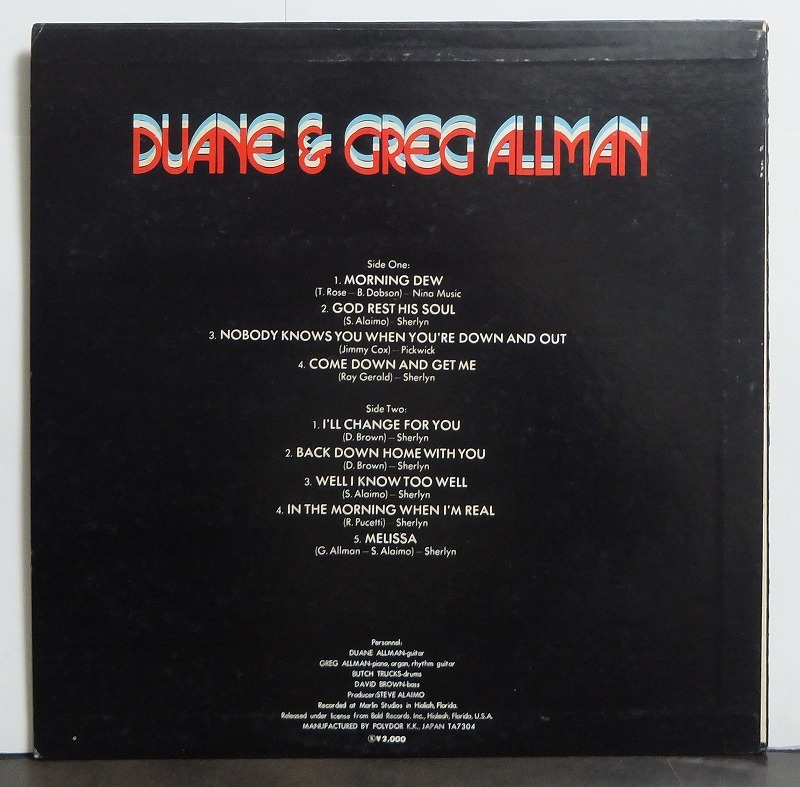 DUANE & GREG ALLMAN
Side One:
1. MORNING DEW
(T. Rose – B. Dobson) – Nina Music
2. GOD REST HIS SOUL
(S. Alaimo) – Sherlyn
3. NOBODY KNOWS YOU WHEN YOU'RE DOWN AND OUT
(Jimmy Cox) – Pickwick
4. COME DOWN AND GET ME
(Ray Gerald) – Sherlyn
Side Two:
1. I'LL CHANGE FOR YOU
(D. Brown) – Sherlyn
2. BACK DOWN HOME WITH YOU
(D. Brown) – Sherlyn
3. WELL I KNOW TOO WELL
(S. Alaimo) – Sherlyn
4. IN THE MORNING WHEN I'M REAL
(R. Pucetti) – Sherlyn
5. MELISSA
(G. Allman – S. Alaimo) – Sherlyn
Personnel:
DUANE ALLMAN-guitar
GREG ALLMAN-piano, organ, rhythm guitar
BUTCH TRUCKS-drums
DAVID BROWN-bass
Producer:STEVE ALAIMO
Recorded at Marlin Studios in Hialiah, Florida.
Released under license from Bold Records, Inc., Hialeah, Florida, U.S.A.
MANUFACTURED BY POLYDOR K.K., JAPAN TA7304
¥2,000